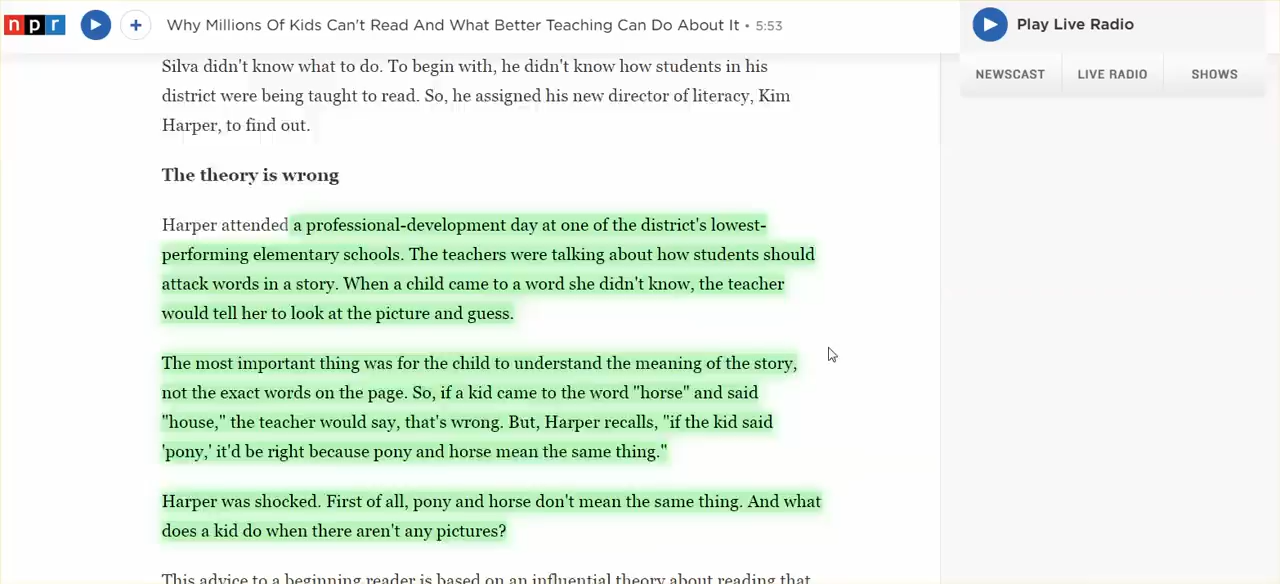 npr
Why Millions Of Kids Can't Read And What Better Teaching Can Do About It • 5:53
Play Live Radio
NEWSCAST LIVE RADIO SHOWS
Silva didn't know what to do. To begin with, he didn't know how students in his
district were being taught to read. So, he assigned his new director of literacy, Kim
Harper, to find out.
The theory is wrong
Harper attended a professional-development day at one of the district's lowest-
performing elementary schools. The teachers were talking about how students should
attack words in a story. When a child came to a word she didn't know, the teacher
would tell her to look at the picture and guess.
The most important thing was for the child to understand the meaning of the story,
not the exact words on the page. So, if a kid came to the word "horse" and said
"house," the teacher would say, that's wrong. But, Harper recalls, "if the kid said
'pony,' it'd be right because pony and horse mean the same thing."
Harper was shocked. First of all, pony and horse don't mean the same thing. And what
does a kid do when there aren't any pictures?
This advice to a beginning reader is based on an influential theory about reading that